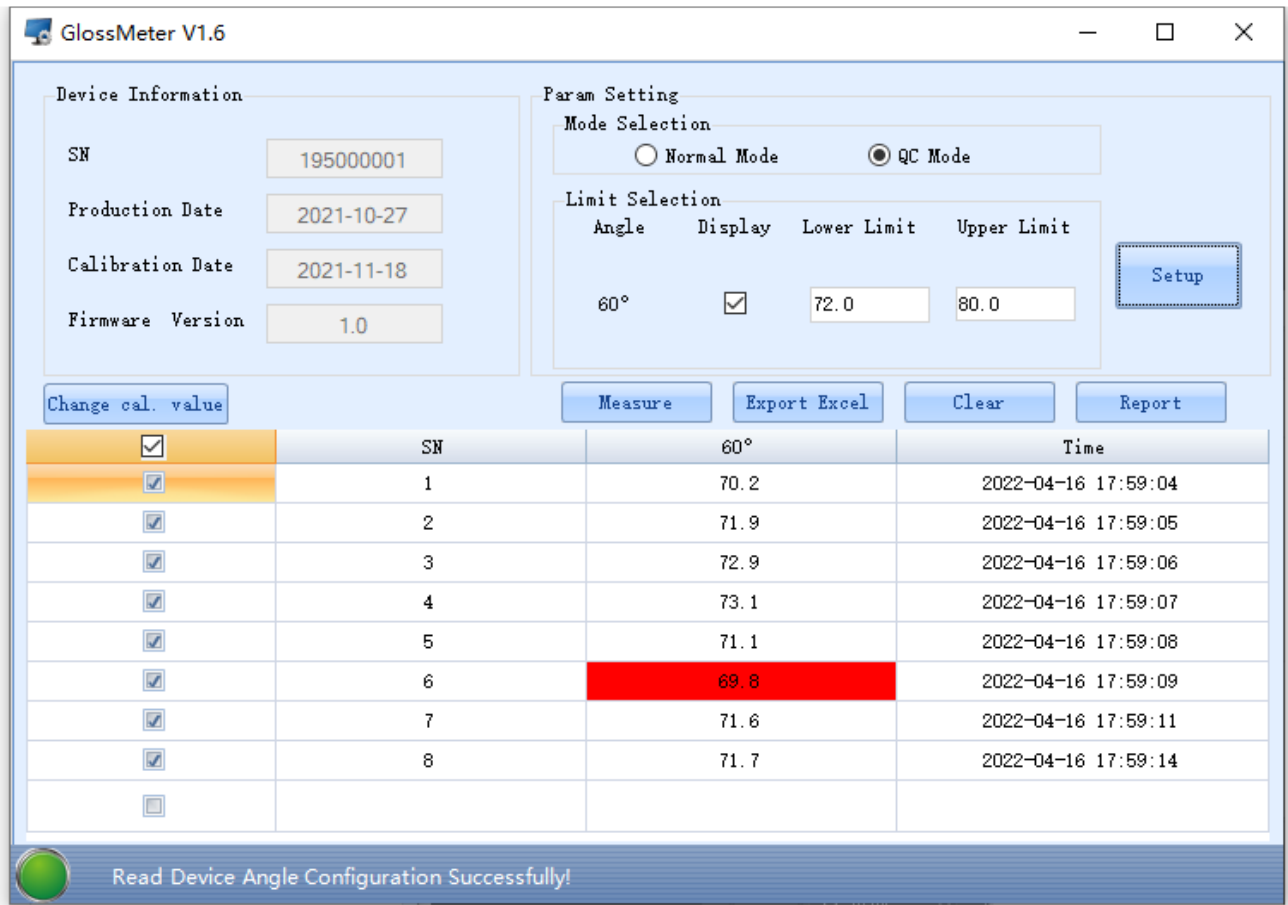 GlossMeter V1.6
Device Information
SN 195000001
Production Date 2021-10-27
Calibration Date 2021-11-18
Firmware Version 1.0
Param Setting
Mode Selection
Normal Mode QC Mode
Limit Selection
Angle Display Lower Limit Upper Limit
60° 72.0 80.0
Setup
Change cal. value Measure Export Excel Clear Report
SN 60° Time
1 70.2 2022-04-16 17:59:04
2 71.9 2022-04-16 17:59:05
3 72.9 2022-04-16 17:59:06
4 73.1 2022-04-16 17:59:07
5 71.1 2022-04-16 17:59:08
6 69.8 2022-04-16 17:59:09
7 71.6 2022-04-16 17:59:11
8 71.7 2022-04-16 17:59:14
Read Device Angle Configuration Successfully!